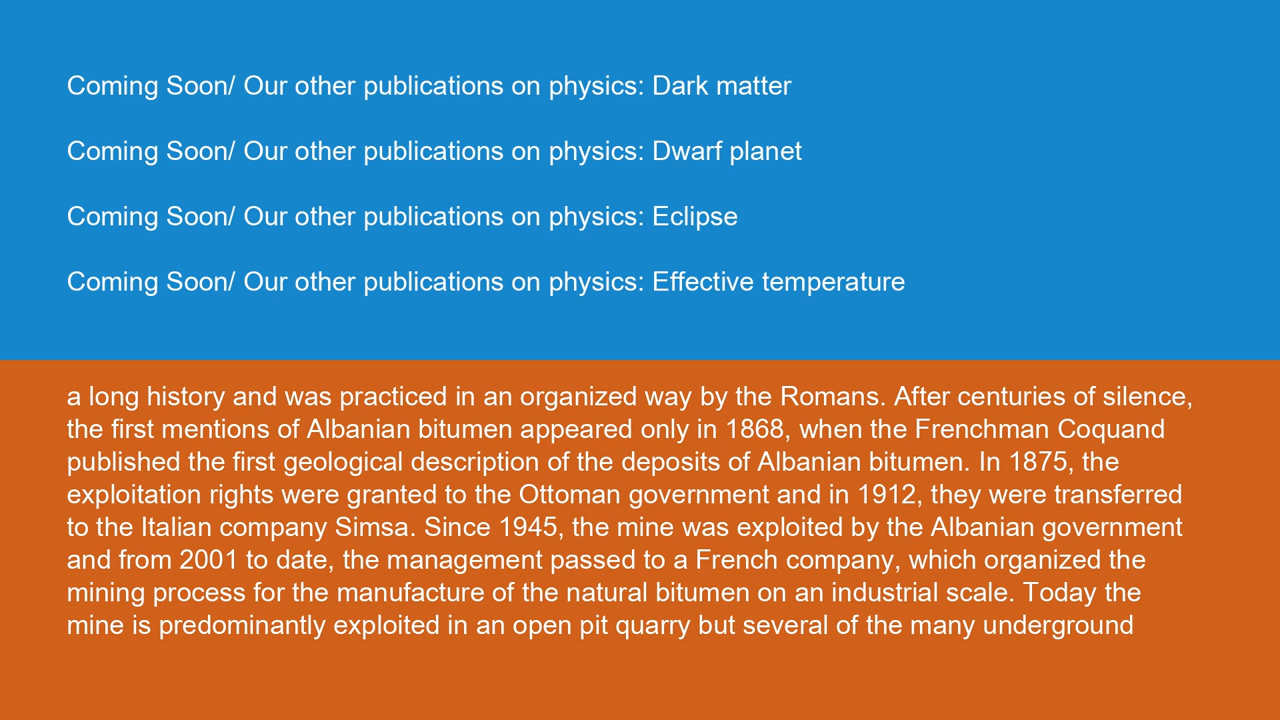 Coming Soon/ Our other publications on physics: Dark matter
Coming Soon/ Our other publications on physics: Dwarf planet
Coming Soon/ Our other publications on physics: Eclipse
Coming Soon/ Our other publications on physics: Effective temperature
a long history and was practiced in an organized way by the Romans. After centuries of silence,
the first mentions of Albanian bitumen appeared only in 1868, when the Frenchman Coquand
published the first geological description of the deposits of Albanian bitumen. In 1875, the
exploitation rights were granted to the Ottoman government and in 1912, they were transferred
to the Italian company Simsa. Since 1945, the mine was exploited by the Albanian government
and from 2001 to date, the management passed to a French company, which organized the
mining process for the manufacture of the natural bitumen on an industrial scale. Today the
mine is predominantly exploited in an open pit quarry but several of the many underground